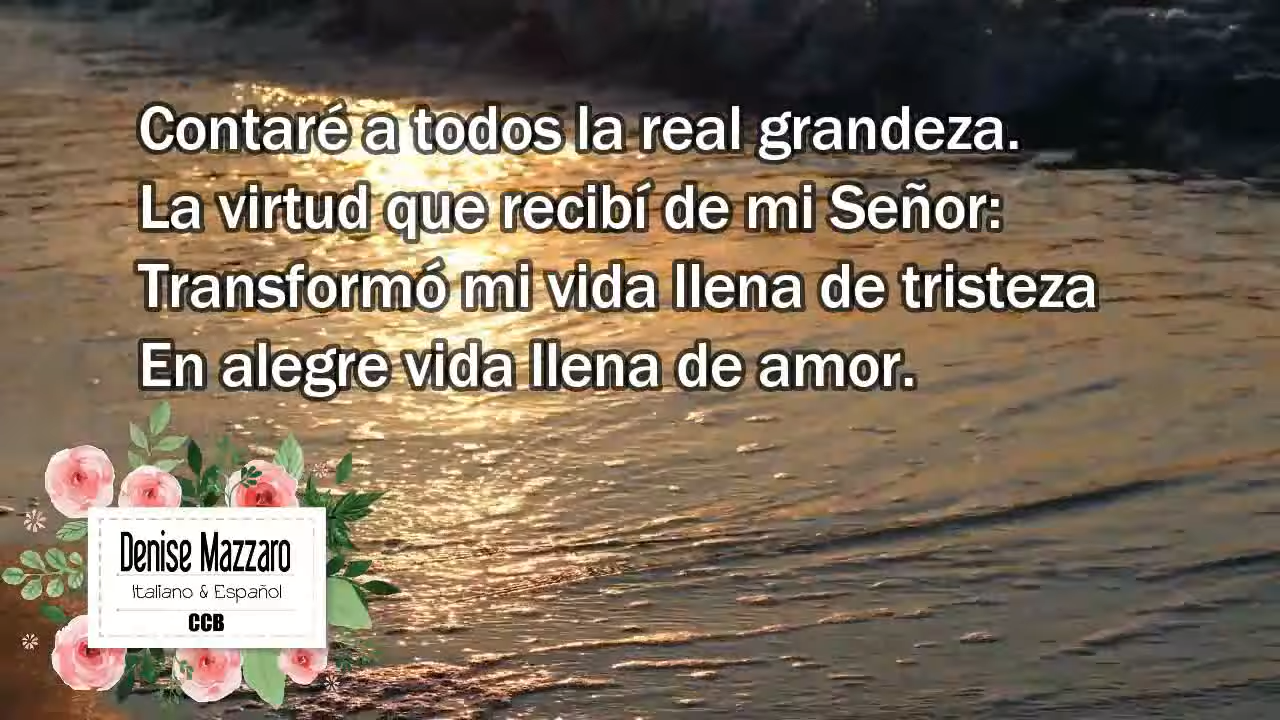 Contaré a todos la real grandeza.
La virtud que recibí de mi Señor:
Transformó mi vida llena de tristeza
En alegre vida llena de amor.
Denise Mazzaro
Italiano & Español
CCB